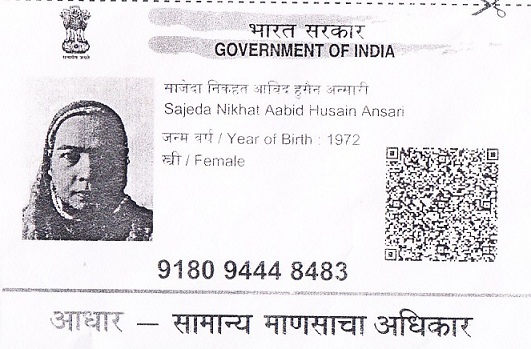 भारत सरकार
GOVERNMENT OF INDIA
सत्यमेव जयते
साजेदा निकहत आबिद हुसैन अन्सारी
Sajeda Nikhat Aabid Husain Ansari
जन्म वर्ष / Year of Birth : 1972
स्त्री / Female
9180 9444 8483
आधार – सामान्य माणसाचा अधिकार